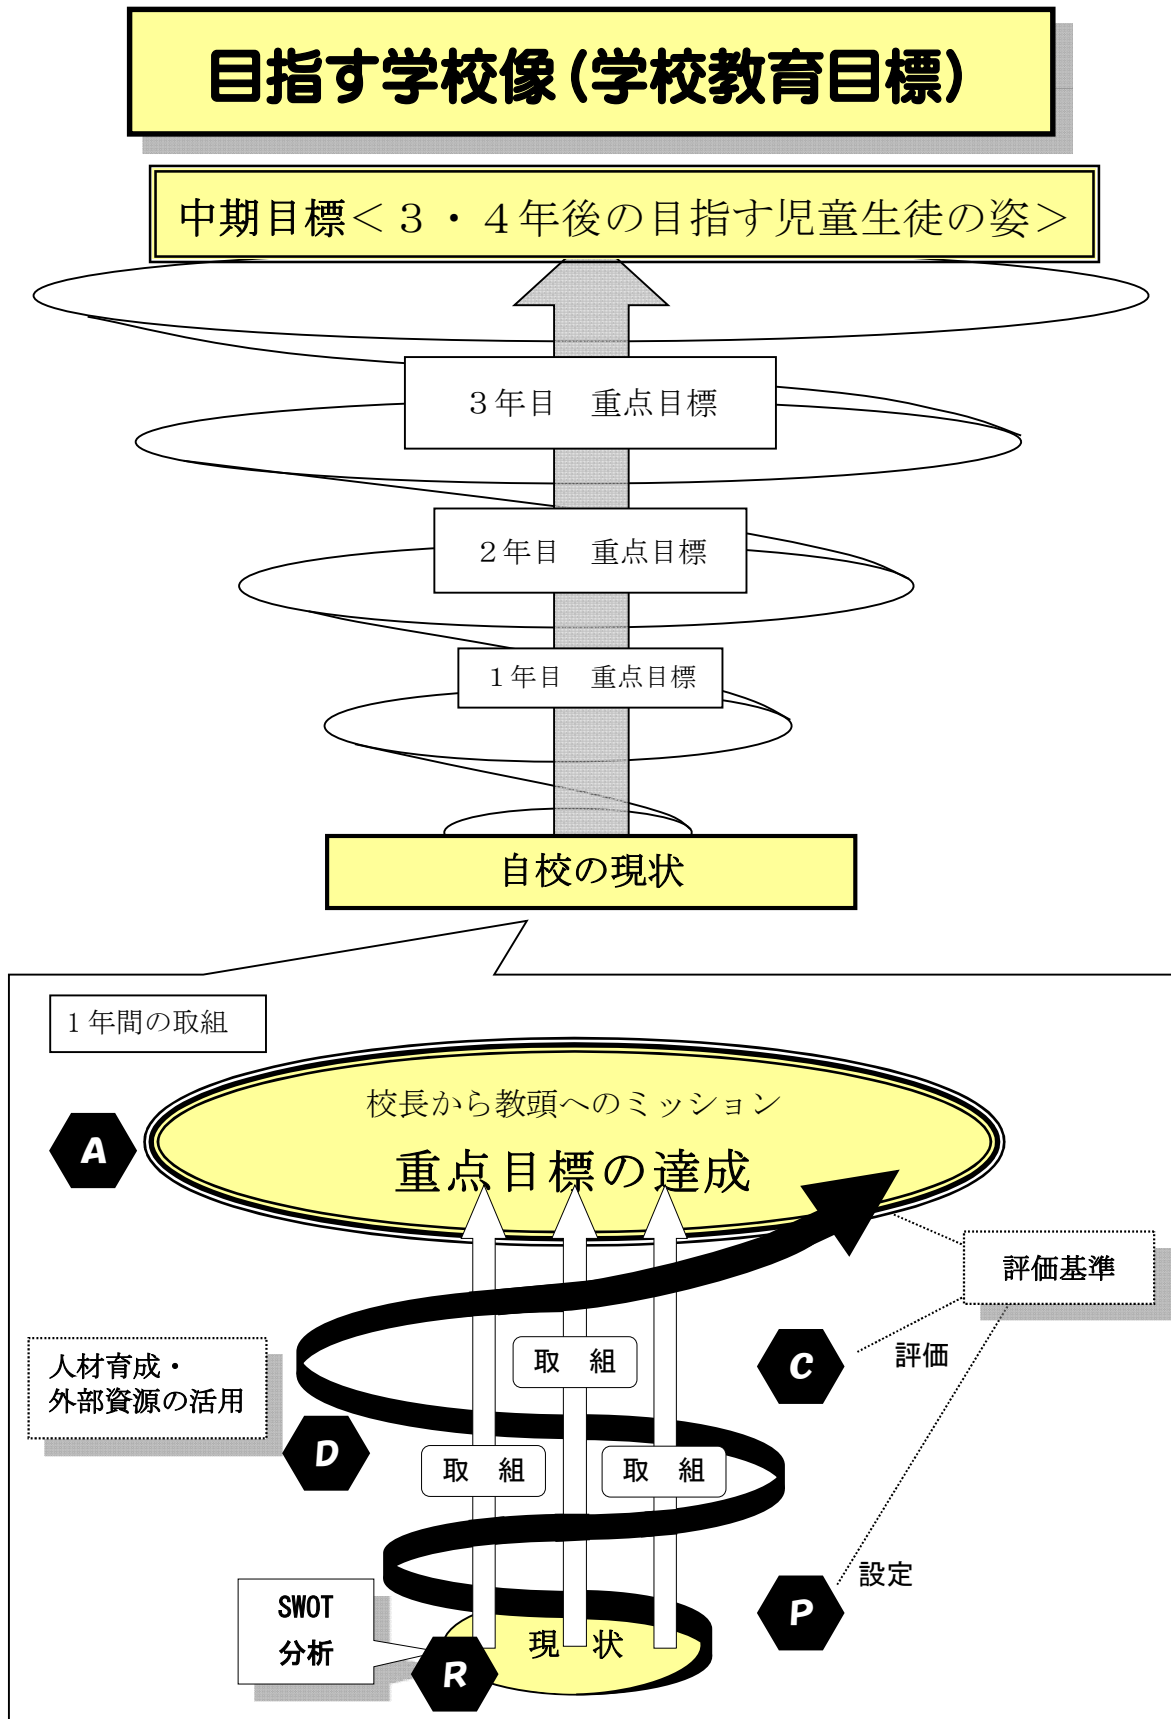 目指す学校像(学校教育目標)
中期目標＜３・４年後の目指す児童生徒の姿＞
３年目　重点目標
２年目　重点目標
１年目　重点目標
自校の現状
１年間の取組
校長から教頭へのミッション
A
重点目標の達成
評価基準
取　組
C
評価
人材育成・
外部資源の活用
D
取　組
取　組
設定
P
SWOT
分析
現　状
R